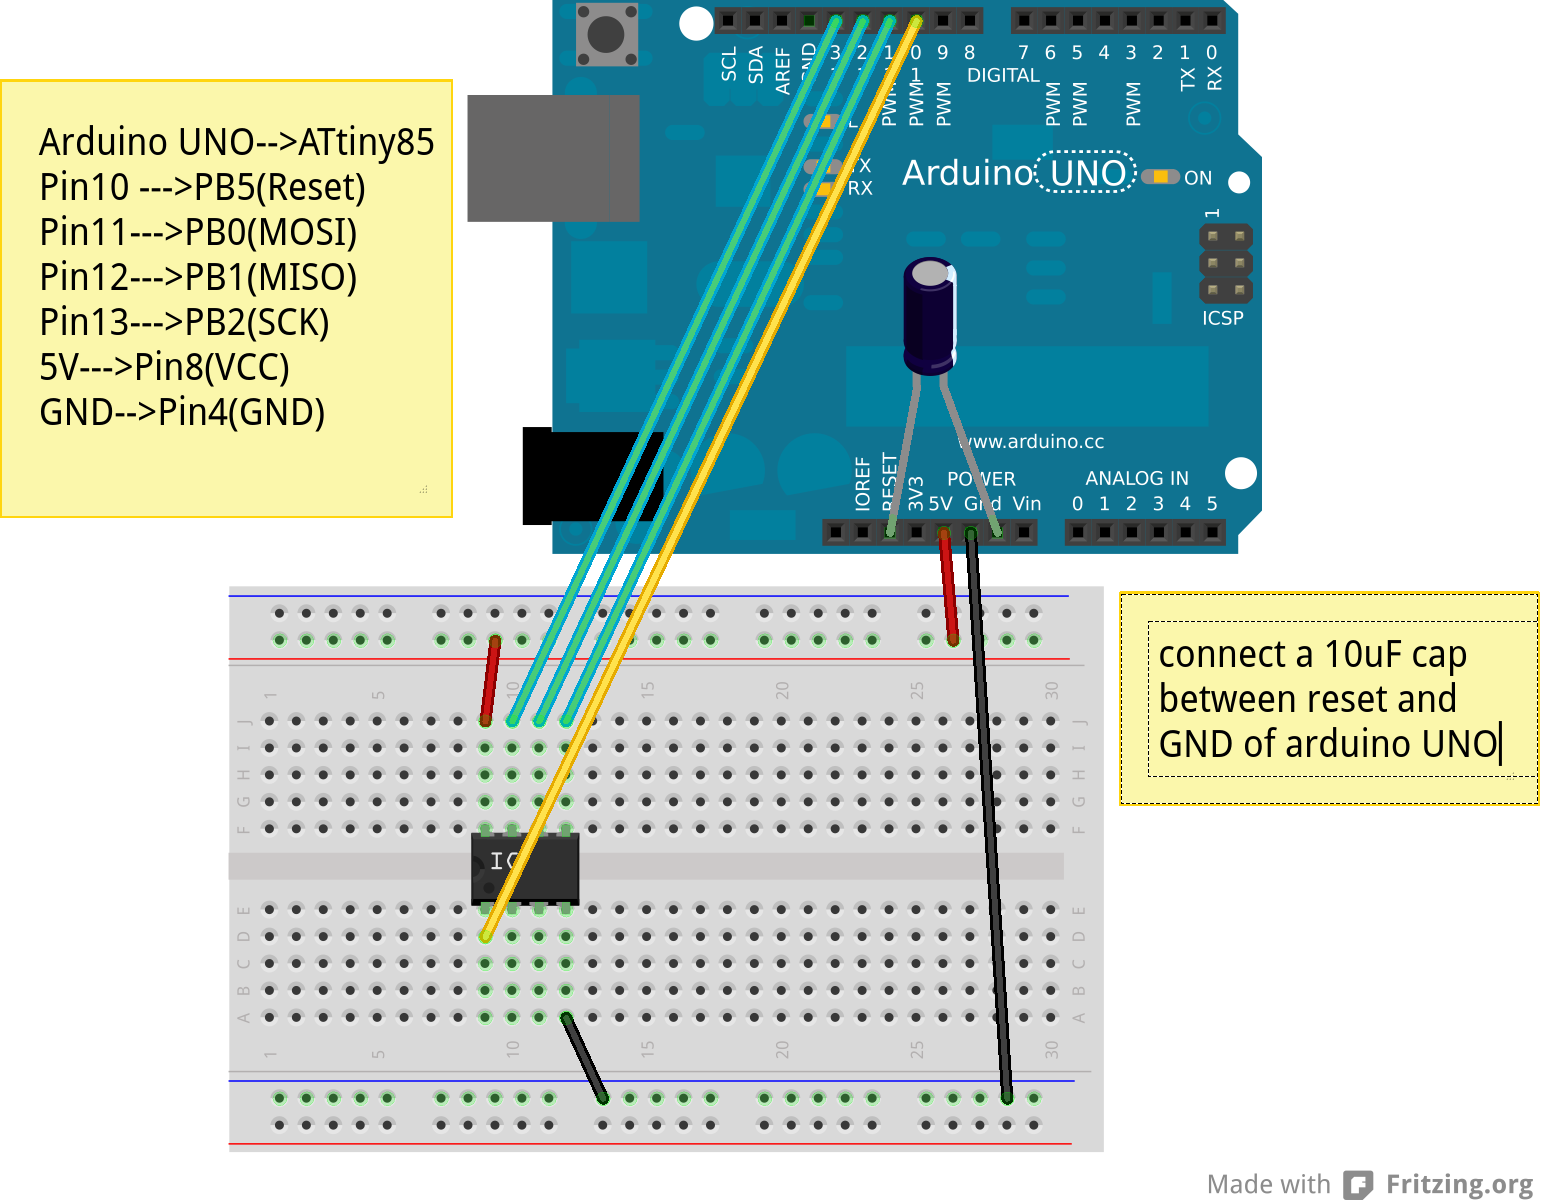 SCL
SDA
AREF
GND
3
2
1
0
1
9
8
7
6
5
4
3
2
1
0
PWM
PWM
PWM
DIGITAL
PWM
PWM
PWM
TX
RX
TX
RX
Arduino UNO
ON
1
ICSP
Arduino UNO-->ATtiny85
Pin10 --->PB5(Reset)
Pin11--->PB0(MOSI)
Pin12--->PB1(MISO)
Pin13--->PB2(SCK)
5V--->Pin8(VCC)
GND-->Pin4(GND)
www.arduino.cc
POWER
ANALOG IN
IOREF
RESET
3V3
5V
Gnd
Vin
0 1 2 3 4 5
connect a 10uF cap
between reset and
GND of arduino UNO
1 5 10 15 20 25 30
J J
I I
H H
G G
F F
E E
D D
C C
B B
A A
1 5 10 15 20 25 30
Made with Fritzing.org